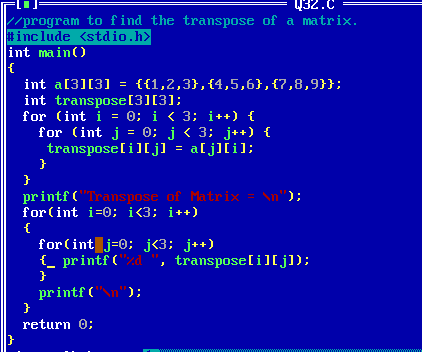 [■] Q32.C
//program to find the transpose of a matrix.
#include <stdio.h>
int main()
{
  int a[3][3] = {{1,2,3},{4,5,6},{7,8,9}};
  int transpose[3][3];
  for (int i = 0; i < 3; i++) {
    for (int j = 0; j < 3; j++) {
     transpose[i][j] = a[j][i];
    }
  }
  printf("Transpose of Matrix = \n");
  for(int i=0; i<3; i++)
  {
    for(int j=0; j<3; j++)
    {_ printf("%d ", transpose[i][j]);
    }
    printf("\n");
  }
  return 0;
}